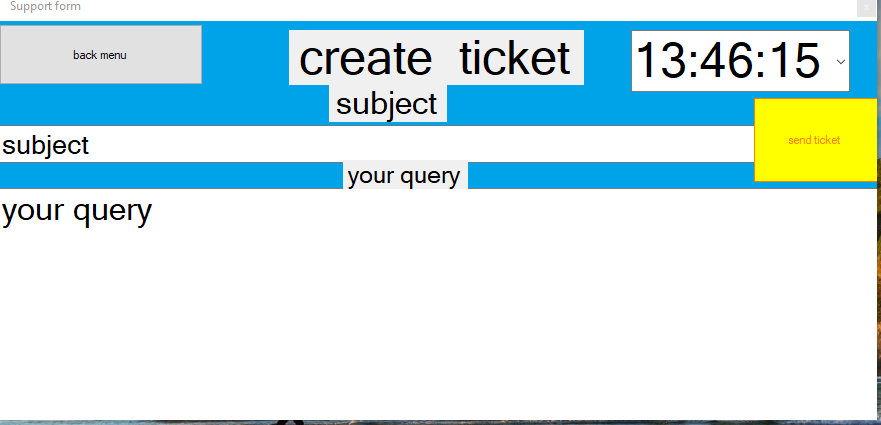 Support form
back menu
create ticket
13:46:15
subject
send ticket
subject
your query
your query